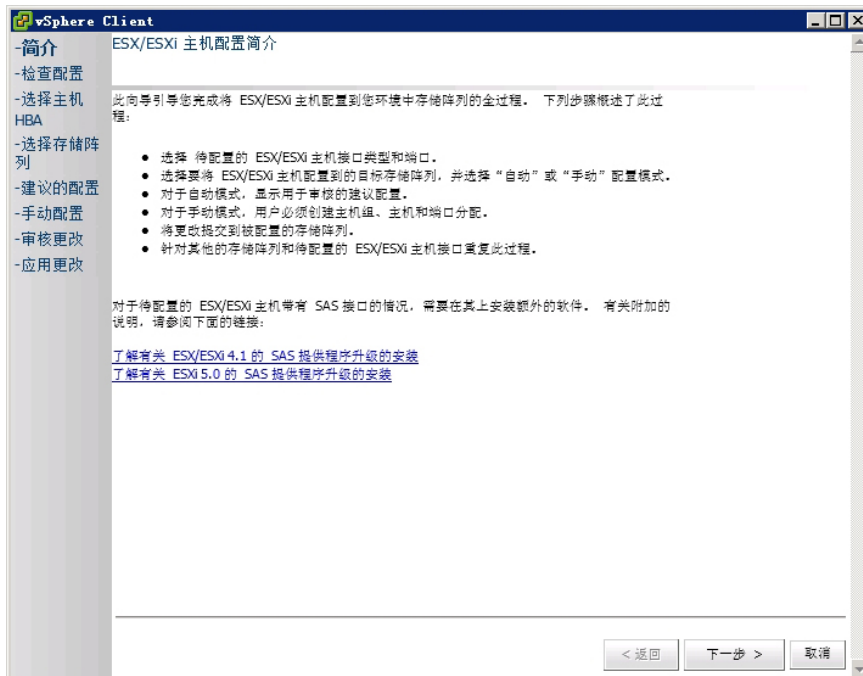 vSphere Client
-简介
-检查配置
-选择主机
HBA
-选择存储阵
列
-建议的配置
-手动配置
-审核更改
-应用更改
ESX/ESXi 主机配置简介
此向导引导您完成将 ESX/ESXi 主机配置到您环境中存储阵列的全过程。 下列步骤概述了此过
程:
● 选择 待配置的 ESX/ESXi 主机接口类型和端口。
● 选择要将 ESX/ESXi 主机配置到的目标存储阵列，并选择“自动”或“手动”配置模式。
● 对于自动模式，显示用于审核的建议配置。
● 对于手动模式，用户必须创建主机组、主机和端口分配。
● 将更改提交到被配置的存储阵列。
● 针对其他的存储阵列和待配置的 ESX/ESXi 主机接口重复此过程。
对于待配置的 ESX/ESXi 主机带有 SAS 接口的情况，需要在其上安装额外的软件。 有关附加的
说明，请参阅下面的链接:
了解有关 ESX/ESXi 4.1 的 SAS 提供程序升级的安装
了解有关 ESXi 5.0 的 SAS 提供程序升级的安装
< 返回
下一步 >
取消